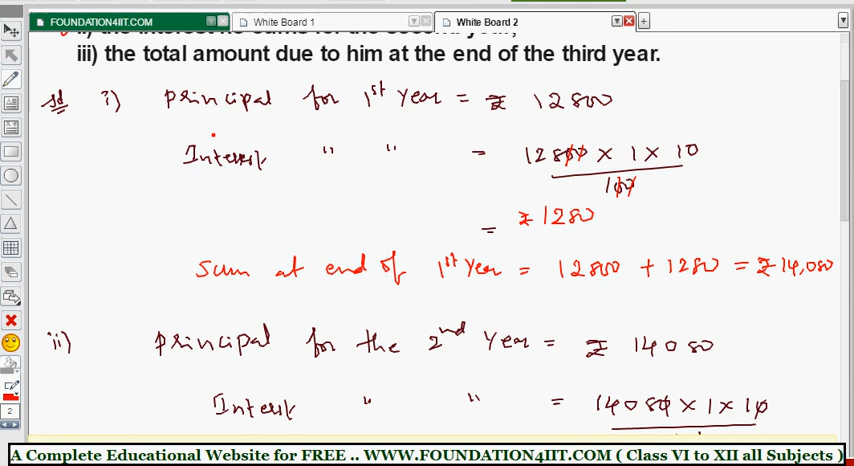 FOUNDATION4IIT.COM White Board 1 White Board 2
iii) the total amount due to him at the end of the third year.
Sol i) Principal for 1st Year = ₹ 12800
Interest " " = 12800 × 1 × 10
100
= ₹ 1280
Sum at end of 1st Year = 12800 + 1280 = ₹ 14,080
ii) Principal for the 2nd Year = ₹ 14080
Interest " " = 14080 × 1 × 10
2
A Complete Educational Website for FREE .. WWW.FOUNDATION4IIT.COM ( Class VI to XII all Subjects )